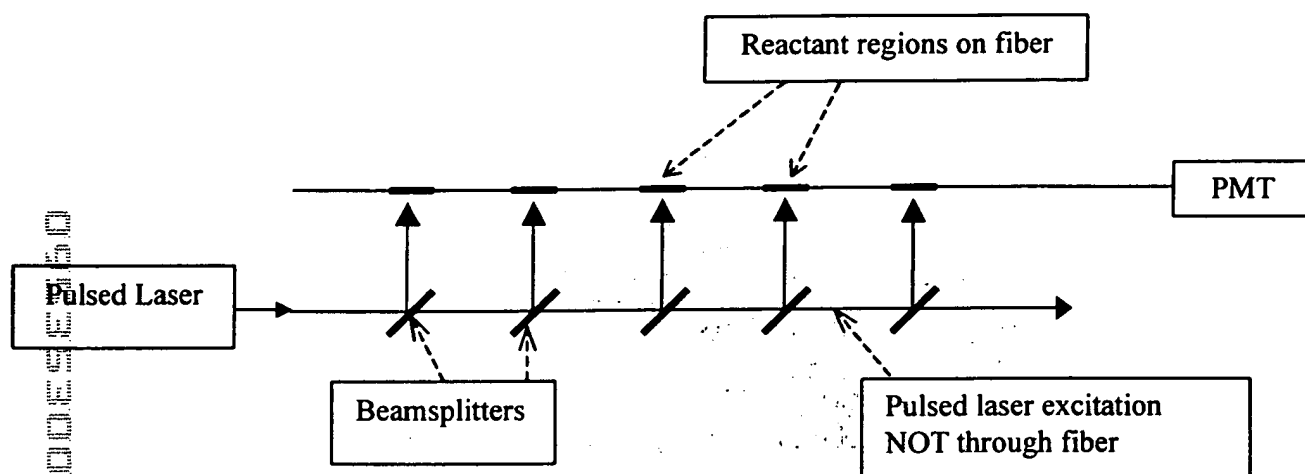 Reactant regions on fiber
PMT
Pulsed Laser
Beamsplitters
Pulsed laser excitation
NOT through fiber